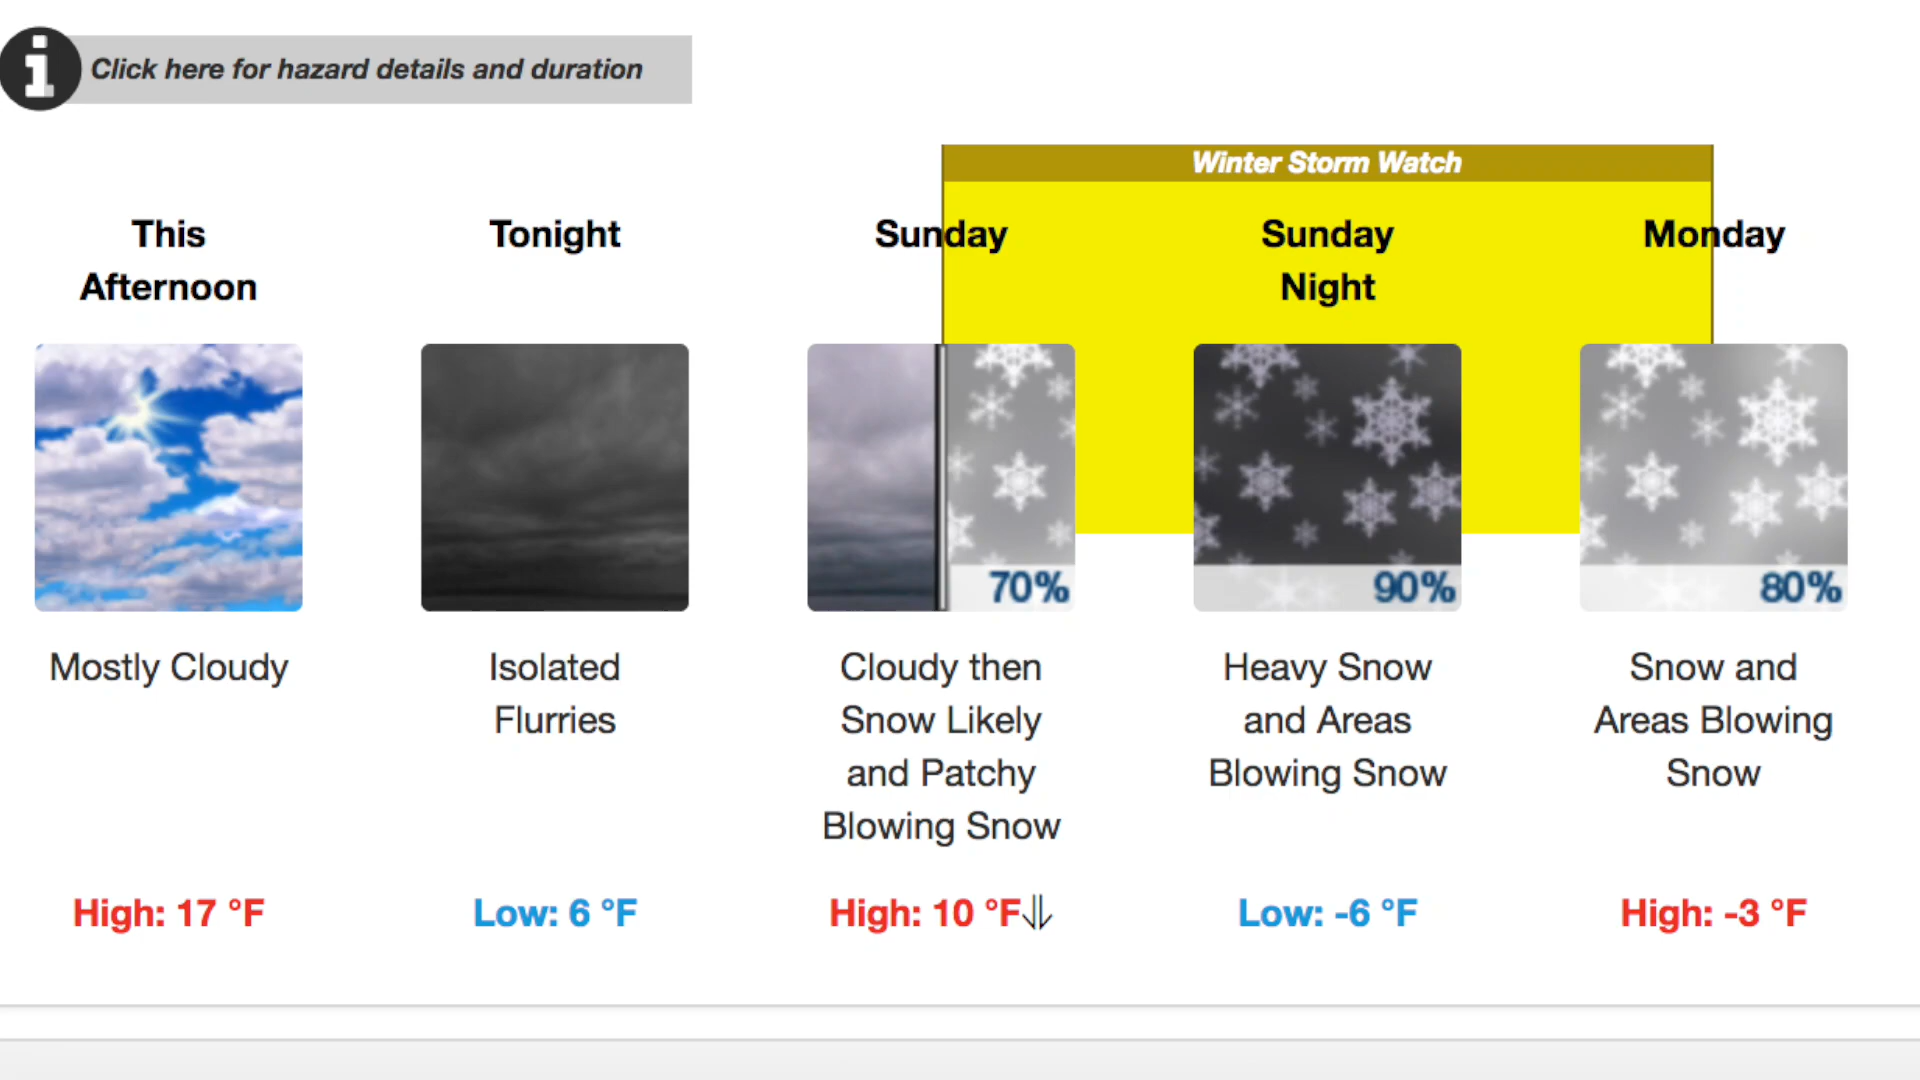 Click here for hazard details and duration
Winter Storm Watch
This
Afternoon
Tonight
Sunday
Sunday
Night
Monday
70%
90%
80%
Mostly Cloudy
Isolated
Flurries
Cloudy then
Snow Likely
and Patchy
Blowing Snow
Heavy Snow
and Areas
Blowing Snow
Snow and
Areas Blowing
Snow
High: 17 °F
Low: 6 °F
High: 10 °F⇓
Low: -6 °F
High: -3 °F